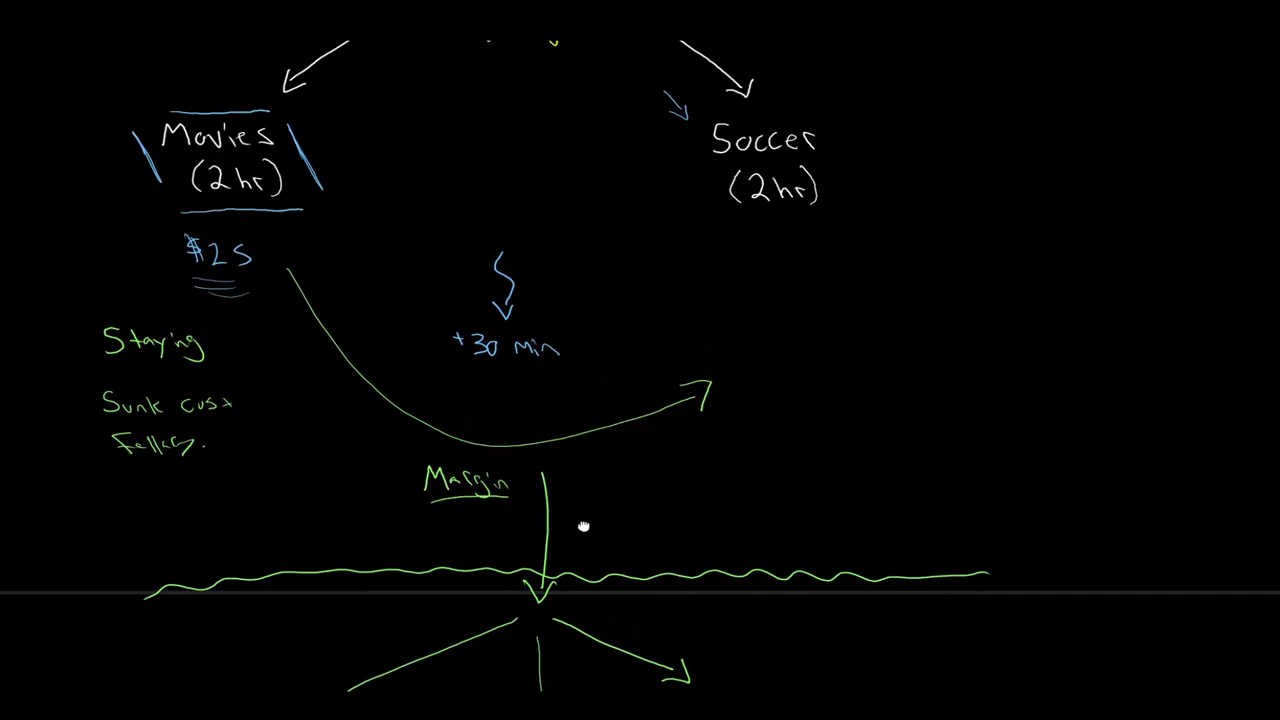 Movies
(2hr)
$25
Soccer
(2hr)
+30 min
Staying
Sunk cost
Fallacy.
Margin